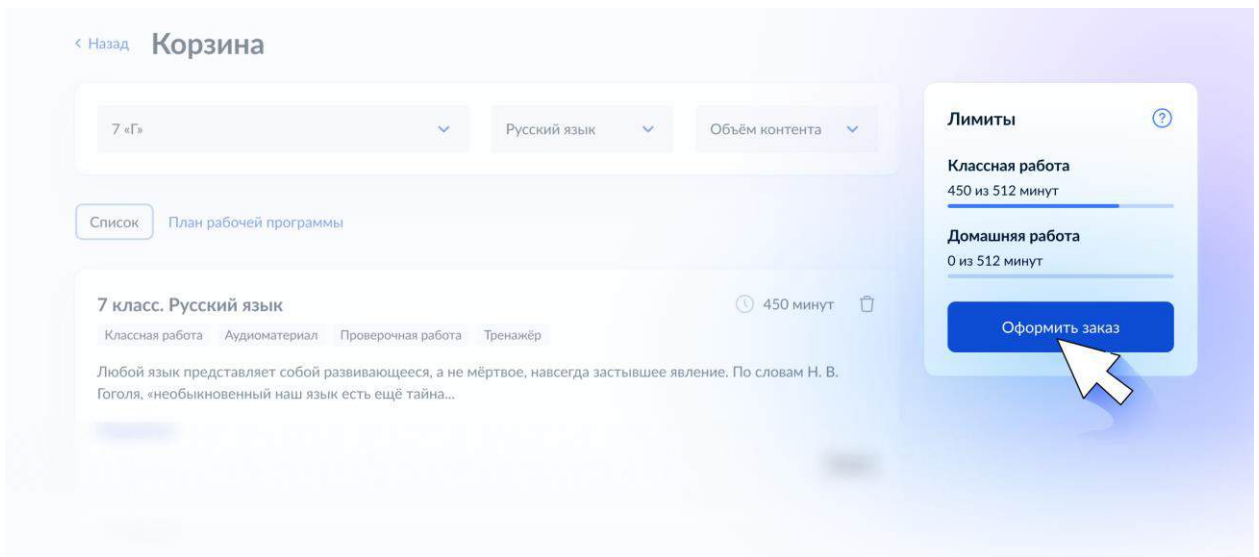 Назад Корзина
7 «Г» Русский язык Объём контента
Список План рабочей программы
7 класс. Русский язык 450 минут
Классная работа Аудиоматериал Проверочная работа Тренажёр
Любой язык представляет собой развивающееся, а не мёртвое, навсегда застывшее явление. По словам Н. В.
Гоголя, «необыкновенный наш язык есть ещё тайна...
Лимиты ?
Классная работа
450 из 512 минут
Домашняя работа
0 из 512 минут
Оформить заказ